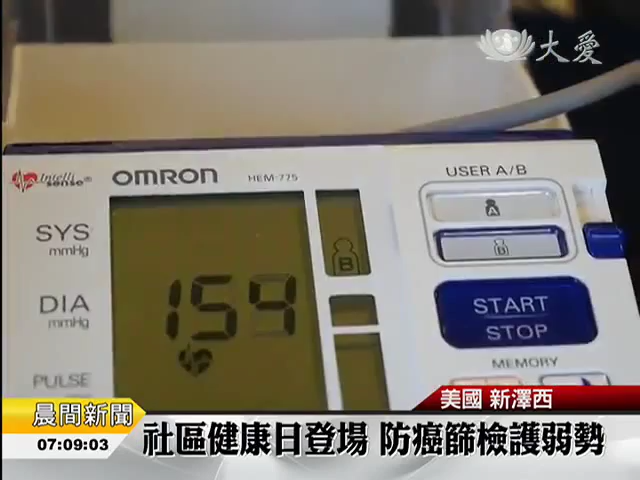 大愛
Intelli sense®
OMRON
HEM-775
USER A/B
A
B
SYS
mmHg
B
159
DIA
mmHg
START
STOP
MEMORY
PULSE
美國 新澤西
晨間新聞
07:09:03
社區健康日登場 防癌篩檢護弱勢